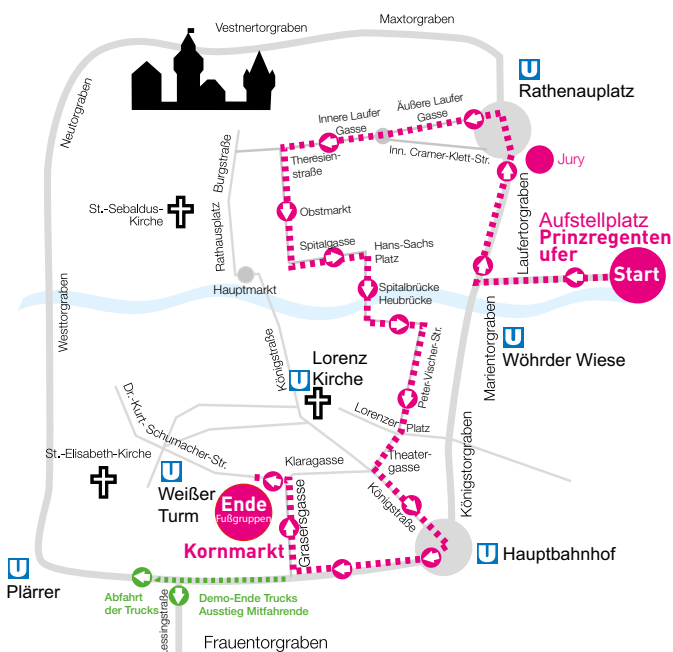 Maxtorgraben
Vestnertorgraben
Neutorgraben
U
Rathenauplatz
Äußere Laufer
Gasse
Innere Laufer
Gasse
Inn. Cramer-Klett-Str.
Jury
Theresien-
straße
Burgstraße
St.-Sebaldus-
Kirche
Obstmarkt
Rathausplatz
Spitalgasse
Hans-Sachs
Platz
Laufertorgraben
Aufstellplatz
Prinzregenten
ufer
Start
Hauptmarkt
Spitalbrücke
Heubrücke
Westtorgraben
Marientorgraben
U
Wöhrder Wiese
Königstraße
U
Lorenz
Kirche
Peter-Vischer-Str.
Lorenzer
Platz
Dr.-Kurt-Schumacher-Str.
St.-Elisabeth-Kirche
Klaragasse
Theater-
gasse
Königstraße
Königstorgraben
U
Weißer
Turm
Ende
Fußgruppen
Kornmarkt
Grasersgasse
U
Hauptbahnhof
U
Plärrer
Abfahrt
der Trucks
Demo-Ende Trucks
Ausstieg Mitfahrende
Frauentorgraben